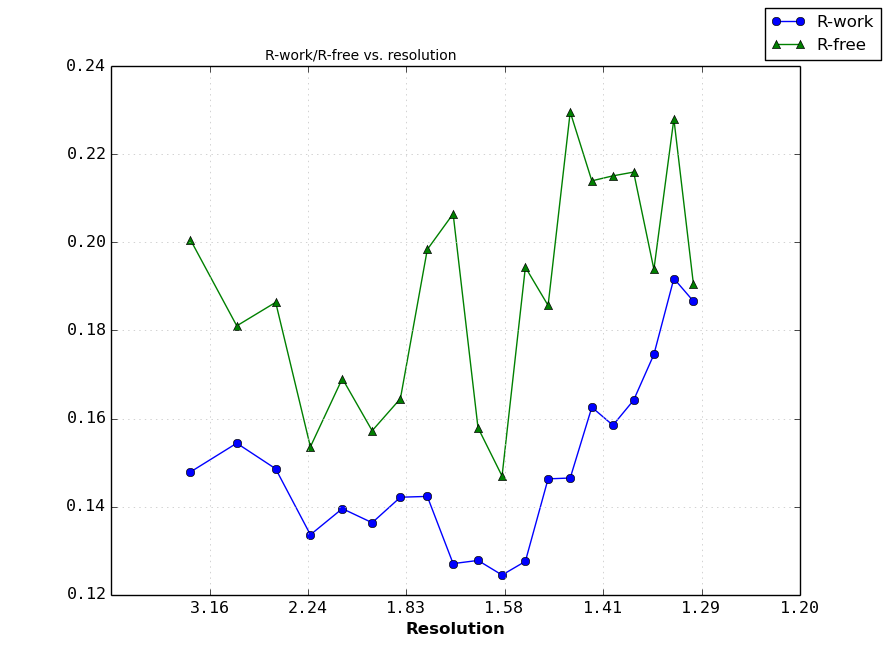 R-work
R-free
R-work/R-free vs. resolution
0.24
0.22
0.20
0.18
0.16
0.14
0.12
3.16 2.24 1.83 1.58 1.41 1.29 1.20
Resolution